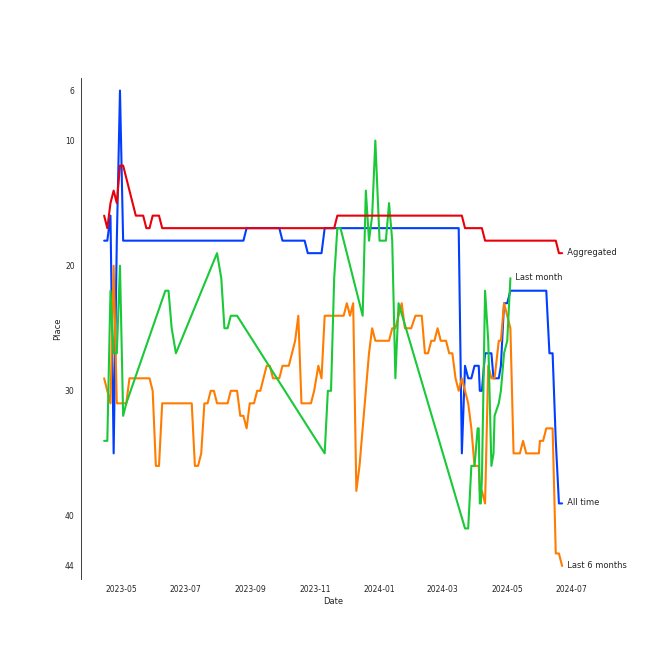 6
10
20
30
40
44
Place
Aggregated
Last month
All time
Last 6 months
2023-05 2023-07 2023-09 2023-11 2024-01 2024-03 2024-05 2024-07
Date